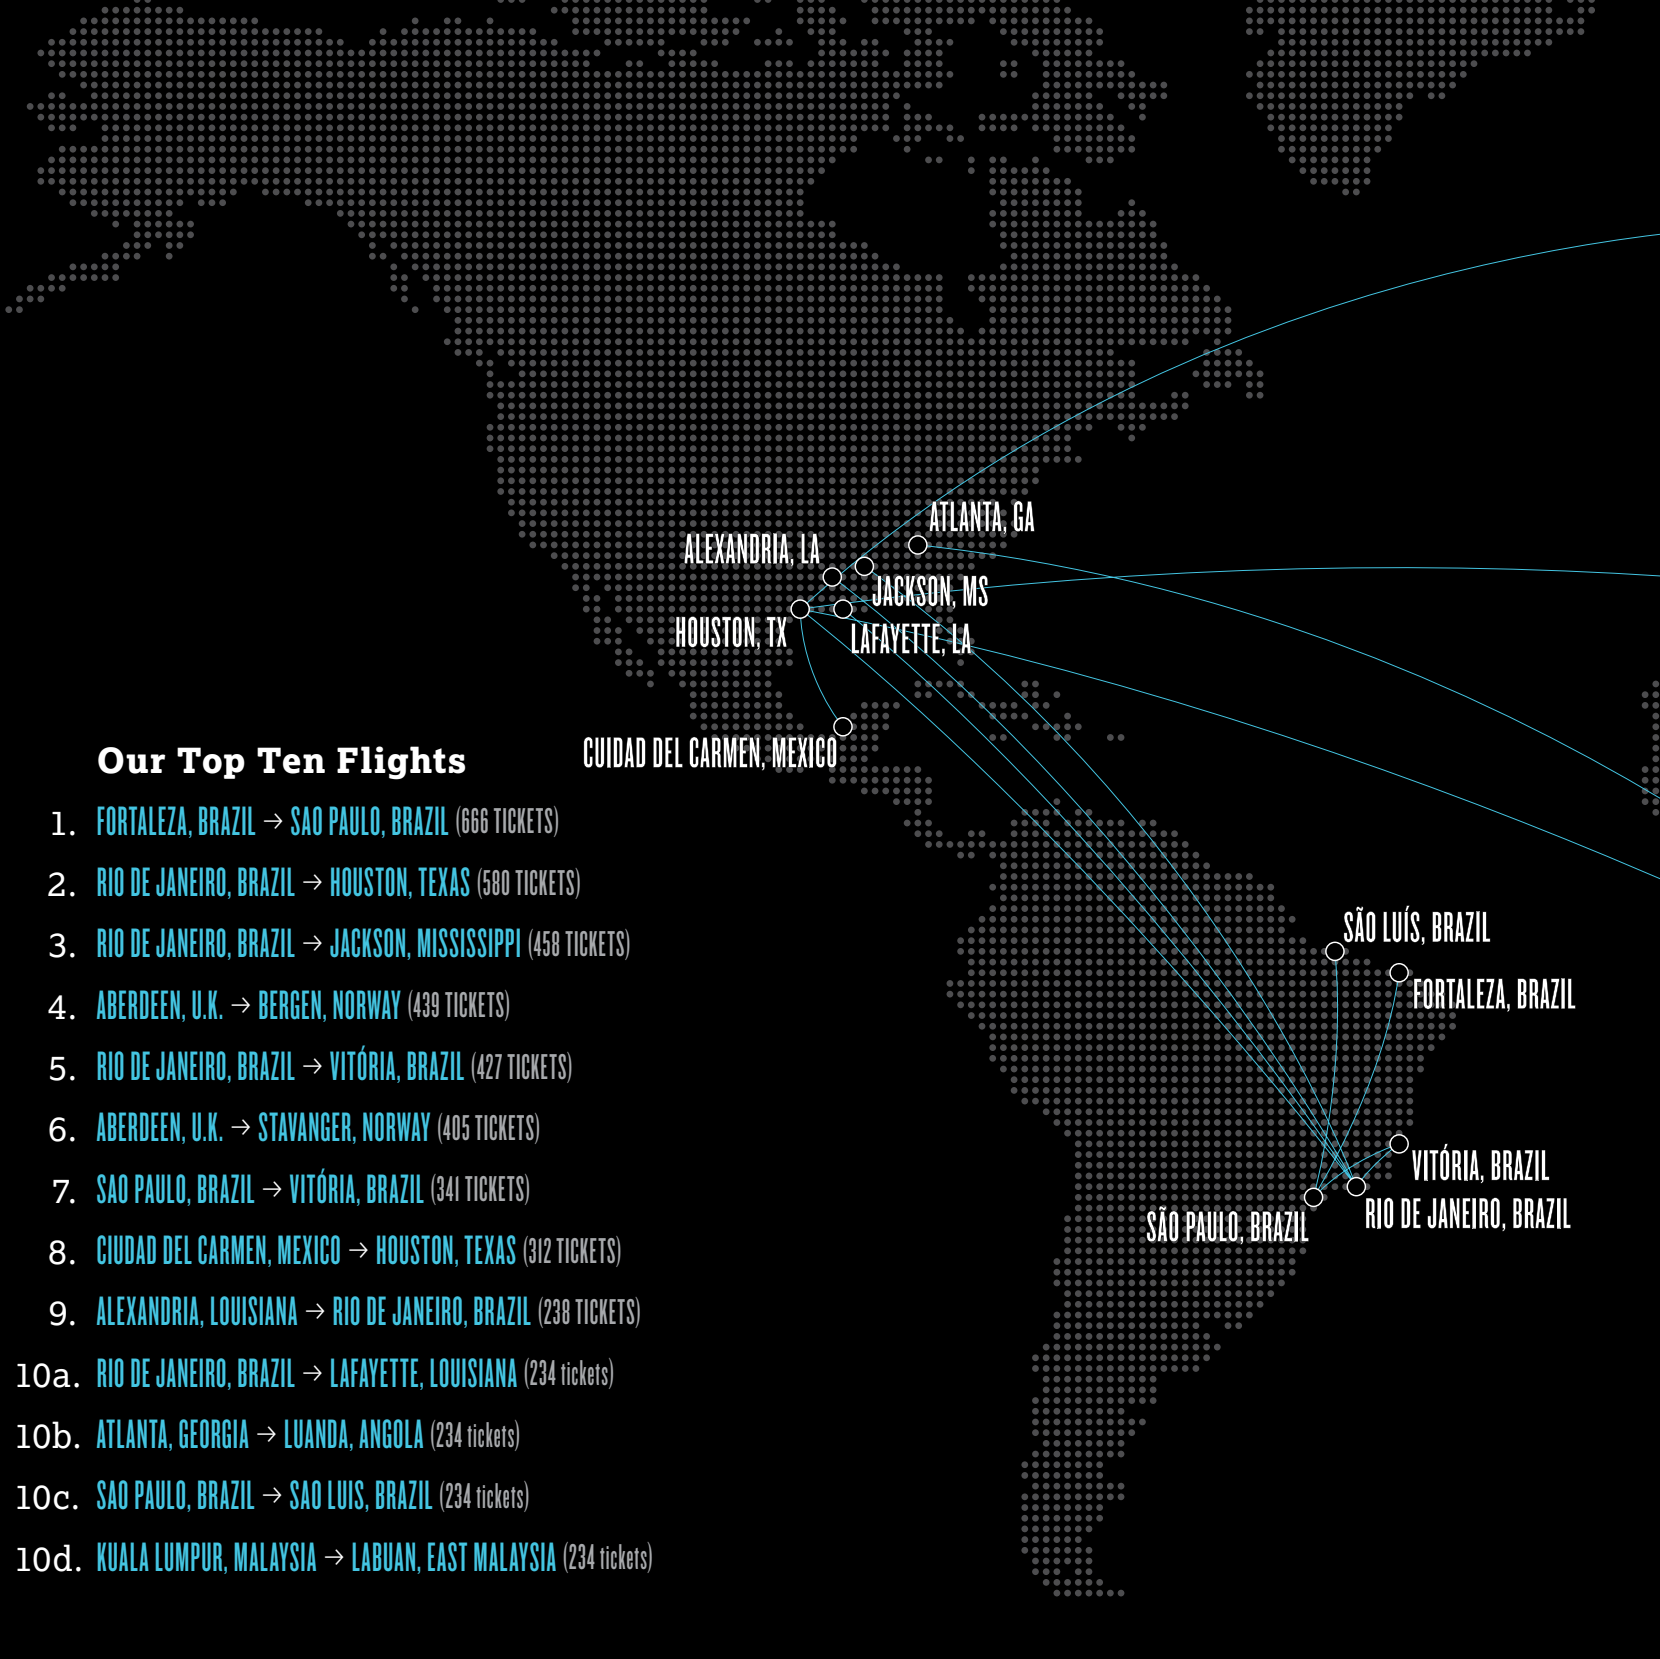 ATLANTA, GA
ALEXANDRIA, LA
JACKSON, MS
HOUSTON, TX
LAFAYETTE, LA
CUIDAD DEL CARMEN, MEXICO
Our Top Ten Flights
1. FORTALEZA, BRAZIL → SAO PAULO, BRAZIL (666 TICKETS)
2. RIO DE JANEIRO, BRAZIL → HOUSTON, TEXAS (580 TICKETS)
3. RIO DE JANEIRO, BRAZIL → JACKSON, MISSISSIPPI (458 TICKETS)
4. ABERDEEN, U.K. → BERGEN, NORWAY (439 TICKETS)
5. RIO DE JANEIRO, BRAZIL → VITÓRIA, BRAZIL (427 TICKETS)
6. ABERDEEN, U.K. → STAVANGER, NORWAY (405 TICKETS)
7. SAO PAULO, BRAZIL → VITÓRIA, BRAZIL (341 TICKETS)
8. CIUDAD DEL CARMEN, MEXICO → HOUSTON, TEXAS (312 TICKETS)
9. ALEXANDRIA, LOUISIANA → RIO DE JANEIRO, BRAZIL (238 TICKETS)
10a. RIO DE JANEIRO, BRAZIL → LAFAYETTE, LOUISIANA (234 tickets)
10b. ATLANTA, GEORGIA → LUANDA, ANGOLA (234 tickets)
10c. SAO PAULO, BRAZIL → SAO LUIS, BRAZIL (234 tickets)
10d. KUALA LUMPUR, MALAYSIA → LABUAN, EAST MALAYSIA (234 tickets)
SÃO LUÍS, BRAZIL
FORTALEZA, BRAZIL
VITÓRIA, BRAZIL
RIO DE JANEIRO, BRAZIL
SÃO PAULO, BRAZIL